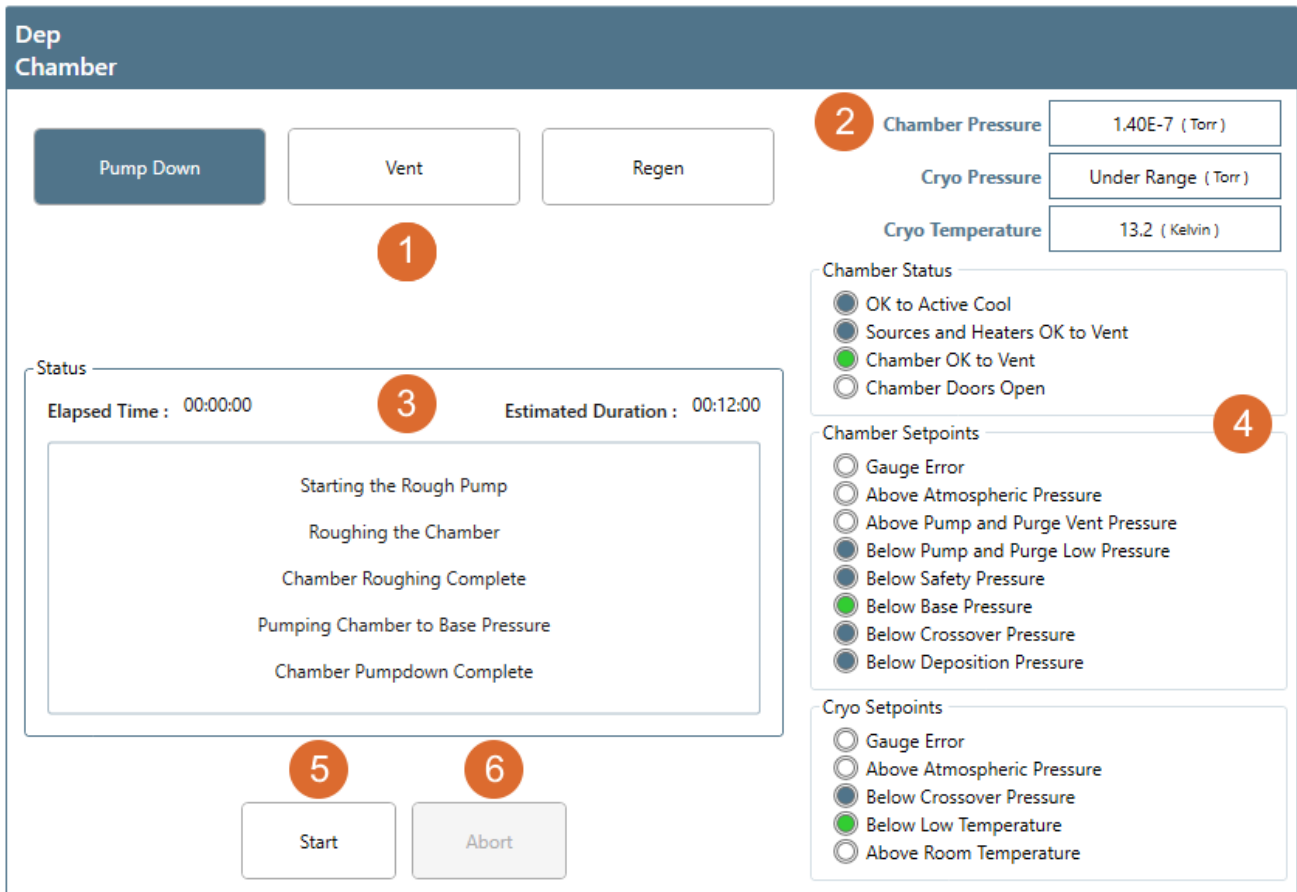 Dep
Chamber
Pump Down
Vent
Regen
1
2
Chamber Pressure
1.40E-7 ( Torr )
Cryo Pressure
Under Range ( Torr )
Cryo Temperature
13.2 ( Kelvin )
Status
Elapsed Time : 00:00:00
3
Estimated Duration : 00:12:00
Starting the Rough Pump
Roughing the Chamber
Chamber Roughing Complete
Pumping Chamber to Base Pressure
Chamber Pumpdown Complete
5
6
Start
Abort
Chamber Status
OK to Active Cool
Sources and Heaters OK to Vent
Chamber OK to Vent
Chamber Doors Open
4
Chamber Setpoints
Gauge Error
Above Atmospheric Pressure
Above Pump and Purge Vent Pressure
Below Pump and Purge Low Pressure
Below Safety Pressure
Below Base Pressure
Below Crossover Pressure
Below Deposition Pressure
Cryo Setpoints
Gauge Error
Above Atmospheric Pressure
Below Crossover Pressure
Below Low Temperature
Above Room Temperature